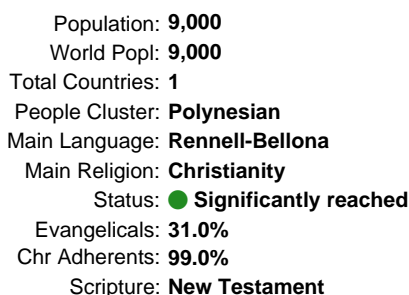 Population: 9,000
World Popl: 9,000
Total Countries: 1
People Cluster: Polynesian
Main Language: Rennell-Bellona
Main Religion: Christianity
Status: Significantly reached
Evangelicals: 31.0%
Chr Adherents: 99.0%
Scripture: New Testament